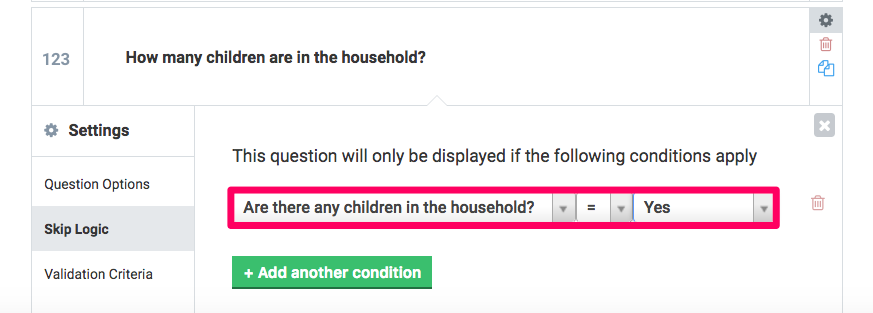 123
How many children are in the household?
Settings
This question will only be displayed if the following conditions apply
Question Options
Are there any children in the household? = Yes
Skip Logic
+ Add another condition
Validation Criteria